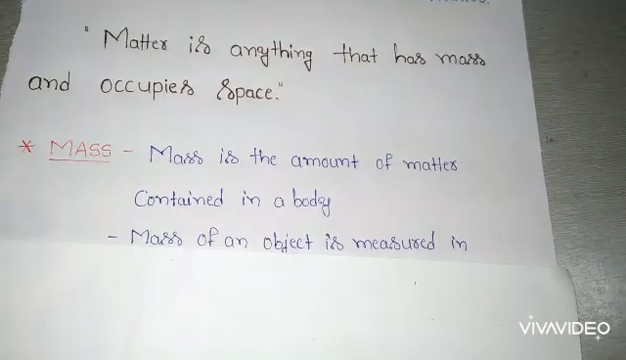 "Matter is anything that has mass
and occupies space."
* MASS - Mass is the amount of matter
Contained in a body
- Mass of an object is measured in
VIVAVIDEO